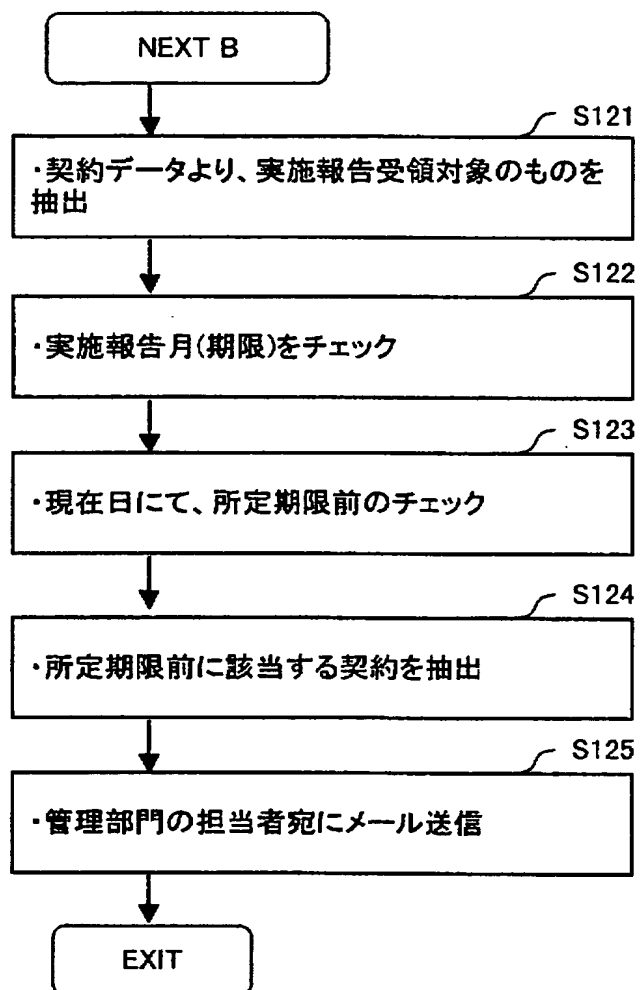 NEXT B
S121
・契約データより、実施報告受領対象のものを
抽出
S122
・実施報告月(期限)をチェック
S123
・現在日にて、所定期限前のチェック
S124
・所定期限前に該当する契約を抽出
S125
・管理部門の担当者宛にメール送信
EXIT